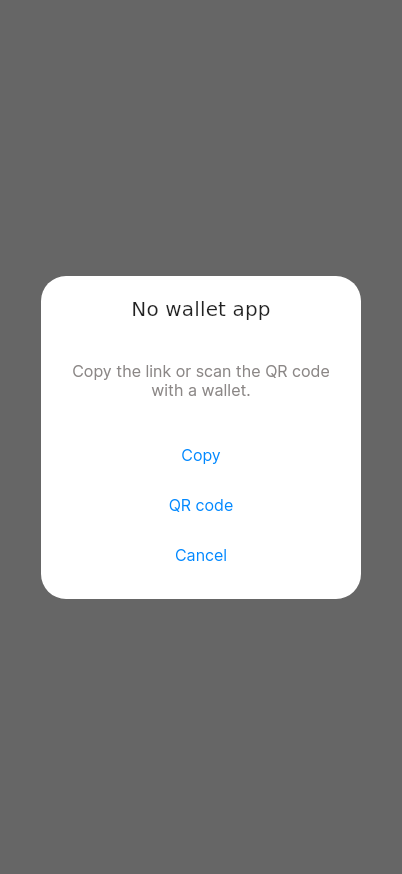 No wallet app
Copy the link or scan the QR code
with a wallet.
Copy
QR code
Cancel